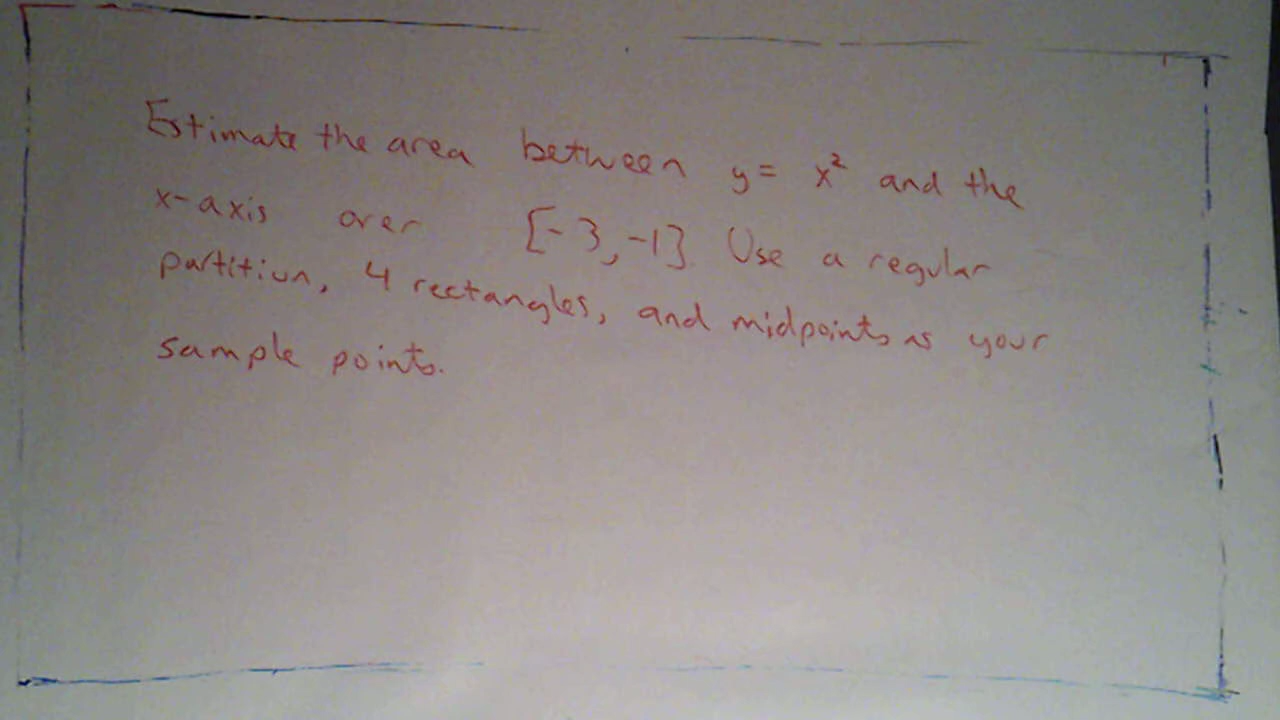 Estimate the area between y = x² and the
x-axis over [-3, -1]. Use a regular
partition, 4 rectangles, and midpoints as your
sample points.